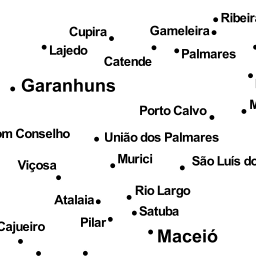 Ribeir
Cupira
Gameleira
Lajedo
Catende
Palmares
Garanhuns
Porto Calvo
M
om Conselho
União dos Palmares
Murici
São Luís do
Viçosa
Rio Largo
Atalaia
Satuba
Pilar
Cajueiro
Maceió